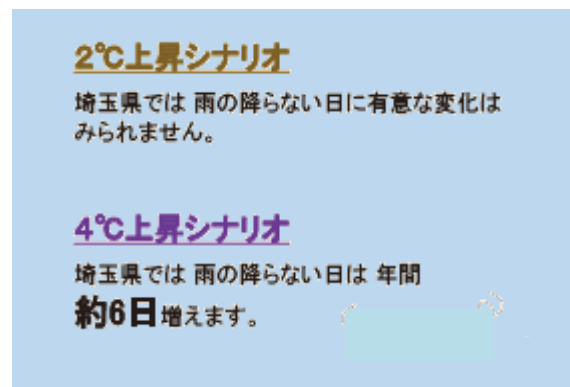 2℃上昇シナリオ
埼玉県では 雨の降らない日に有意な変化は
みられません。
4℃上昇シナリオ
埼玉県では 雨の降らない日は 年間
約6日増えます。